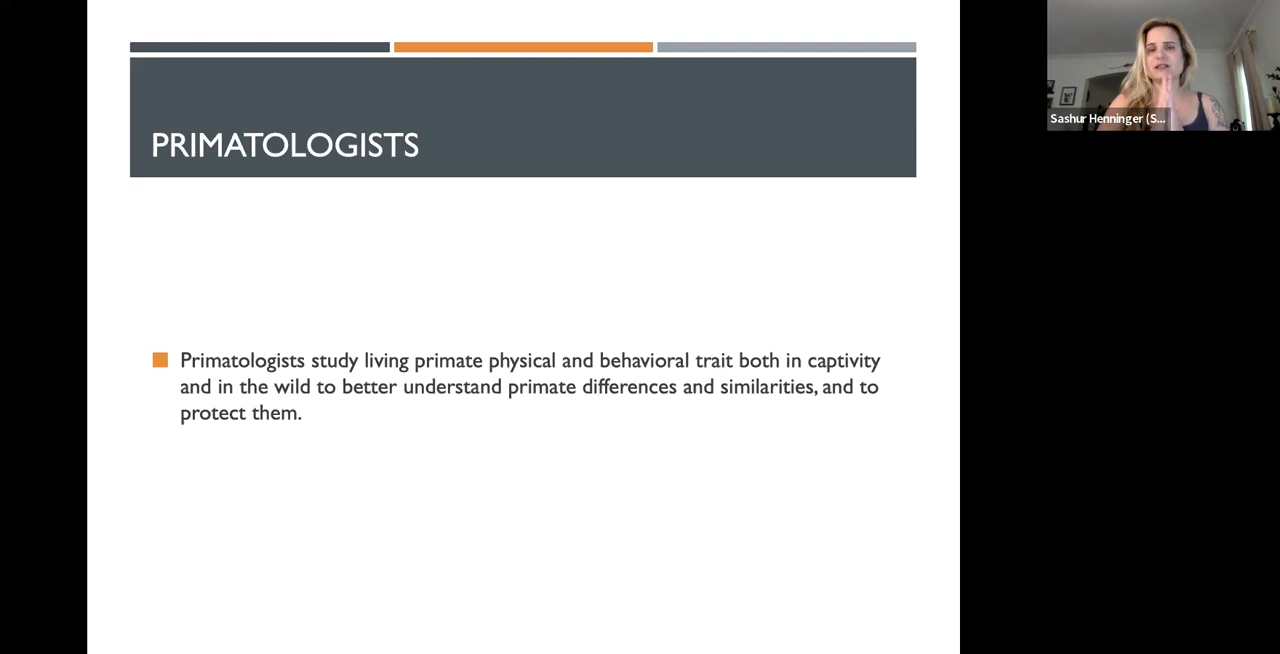 PRIMATOLOGISTS
Primatologists study living primate physical and behavioral trait both in captivity
and in the wild to better understand primate differences and similarities, and to
protect them.
Sashur Henninger (S...